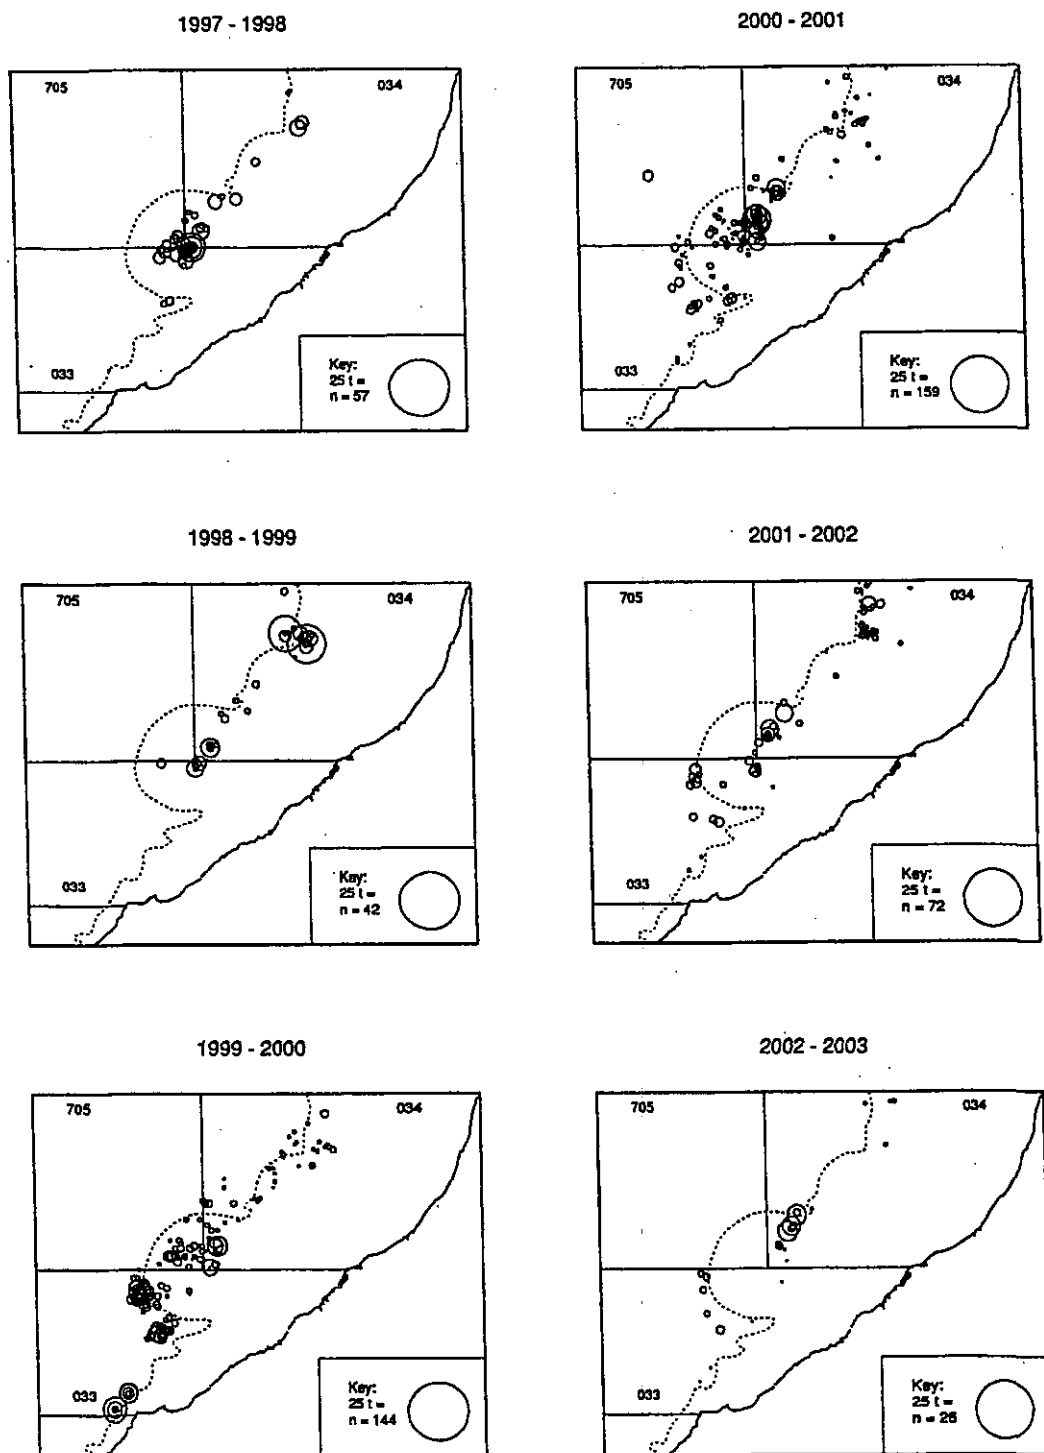 1997 - 1998
705
034
033
Key:
25 t =
n = 57
2000 - 2001
705
034
033
Key:
25 t =
n = 159
1998 - 1999
705
034
033
Key:
25 t =
n = 42
2001 - 2002
705
034
033
Key:
25 t =
n = 72
1999 - 2000
705
034
033
Key:
25 t =
n = 144
2002 - 2003
705
034
033
Key:
25 t =
n = 26